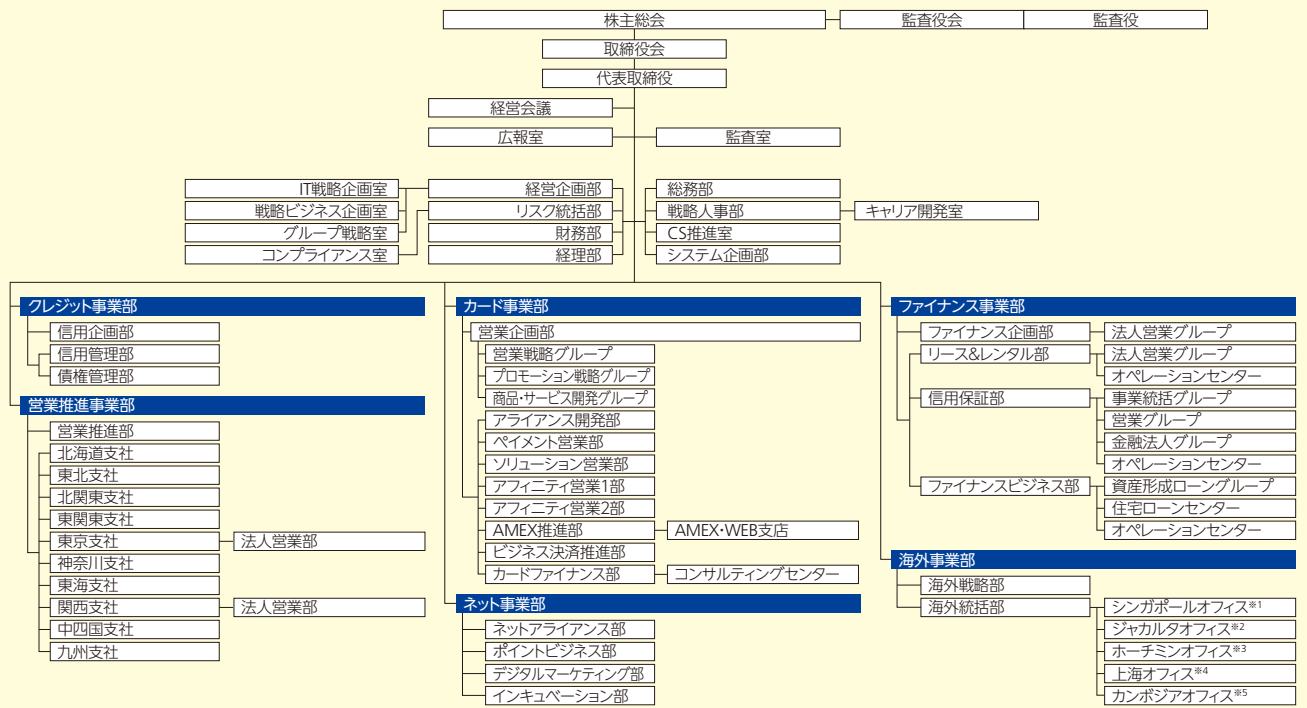 株主総会
監査役会
監査役
取締役会
代表取締役
経営会議
広報室
監査室
IT戦略企画室
戦略ビジネス企画室
グループ戦略室
コンプライアンス室
経営企画部
リスク統括部
財務部
経理部
総務部
戦略人事部
CS推進室
システム企画部
キャリア開発室
クレジット事業部
信用企画部
信用管理部
債権管理部
営業推進事業部
営業推進部
北海道支社
東北支社
北関東支社
東関東支社
東京支社
法人営業部
神奈川支社
東海支社
関西支社
法人営業部
中四国支社
九州支社
カード事業部
営業企画部
営業戦略グループ
プロモーション戦略グループ
商品・サービス開発グループ
アライアンス開発部
ペイメント営業部
ソリューション営業部
アフィニティ営業1部
アフィニティ営業2部
AMEX推進部
AMEX・WEB支店
ビジネス決済推進部
カードファイナンス部
コンサルティングセンター
ネット事業部
ネットアライアンス部
ポイントビジネス部
デジタルマーケティング部
インキュベーション部
ファイナンス事業部
ファイナンス企画部
法人営業グループ
リース&レンタル部
法人営業グループ
オペレーションセンター
信用保証部
事業統括グループ
営業グループ
金融法人グループ
オペレーションセンター
ファイナンスビジネス部
資産形成ローングループ
住宅ローンセンター
オペレーションセンター
海外事業部
海外戦略部
海外統括部
シンガポールオフィス※1
ジャカルタオフィス※2
ホーチミンオフィス※3
上海オフィス※4
カンボジアオフィス※5